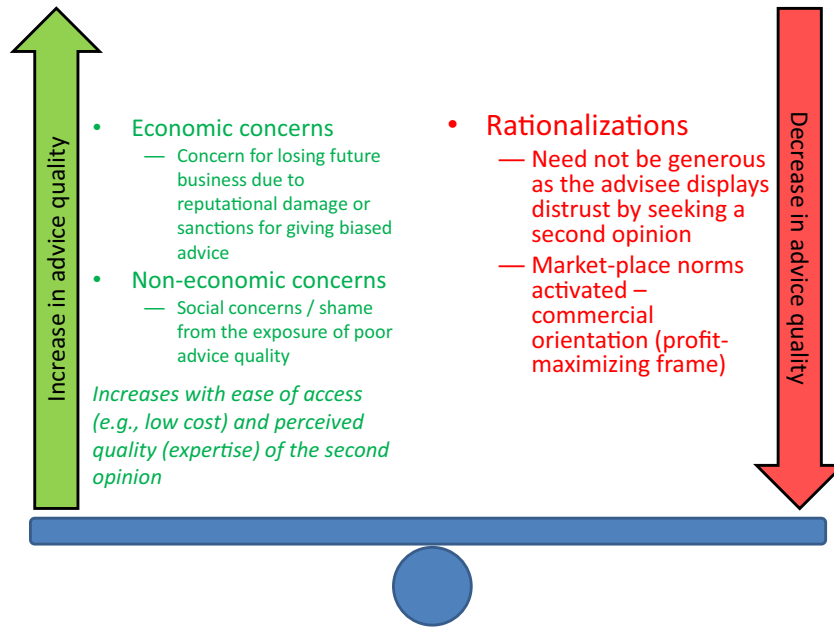 Increase in advice quality
• Economic concerns
— Concern for losing future
business due to
reputational damage or
sanctions for giving biased
advice
• Non-economic concerns
— Social concerns / shame
from the exposure of poor
advice quality
Increases with ease of access
(e.g., low cost) and perceived
quality (expertise) of the second
opinion
• Rationalizations
— Need not be generous
as the advisee displays
distrust by seeking a
second opinion
— Market-place norms
activated –
commercial
orientation (profit-
maximizing frame)
Decrease in advice quality